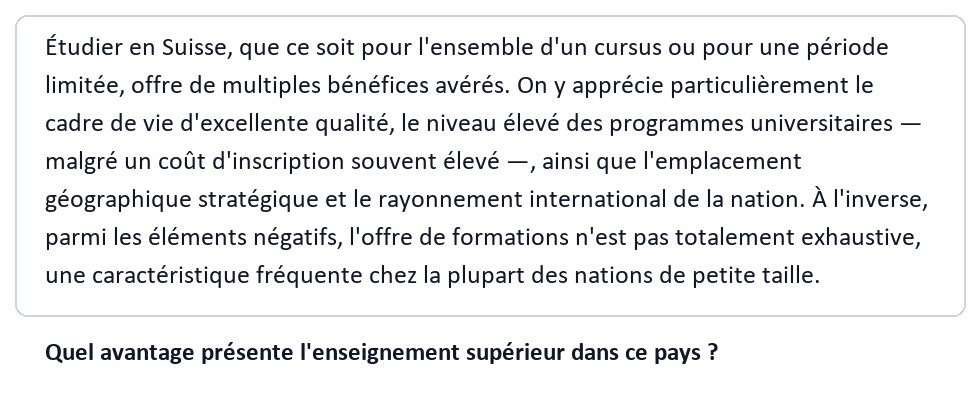 Étudier en Suisse, que ce soit pour l'ensemble d'un cursus ou pour une période
limitée, offre de multiples bénéfices avérés. On y apprécie particulièrement le
cadre de vie d'excellente qualité, le niveau élevé des programmes universitaires —
malgré un coût d'inscription souvent élevé —, ainsi que l'emplacement
géographique stratégique et le rayonnement international de la nation. À l'inverse,
parmi les éléments négatifs, l'offre de formations n'est pas totalement exhaustive,
une caractéristique fréquente chez la plupart des nations de petite taille.
Quel avantage présente l'enseignement supérieur dans ce pays ?